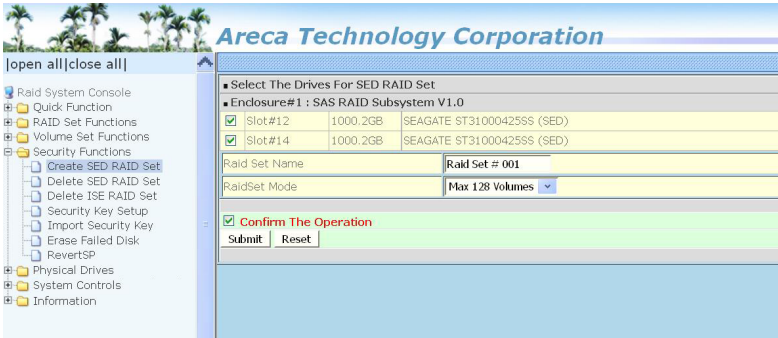 Areca Technology Corporation
|open all|close all|
Raid System Console
Quick Function
RAID Set Functions
Volume Set Functions
Security Functions
Create SED RAID Set
Delete SED RAID Set
Delete ISE RAID Set
Security Key Setup
Import Security Key
Erase Failed Disk
RevertSP
Physical Drives
System Controls
Information
Select The Drives For SED RAID Set
Enclosure#1 : SAS RAID Subsystem V1.0
Slot#12 1000.2GB SEAGATE ST31000425SS (SED)
Slot#14 1000.2GB SEAGATE ST31000425SS (SED)
Raid Set Name Raid Set # 001
RaidSet Mode Max 128 Volumes
Confirm The Operation
Submit Reset